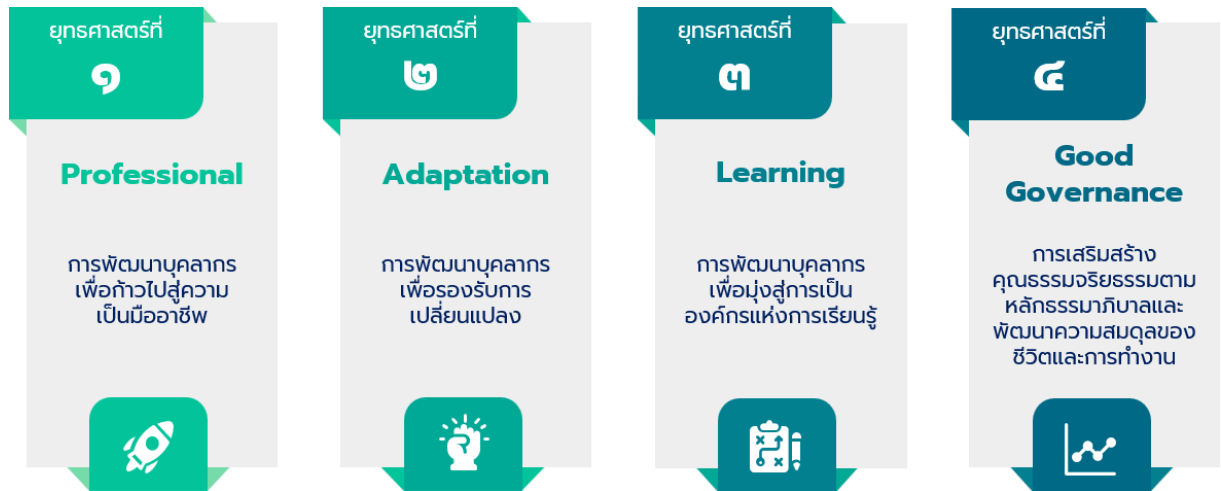 ยุทธศาสตร์ที่
๑
Professional
การพัฒนาบุคลากร
เพื่อก้าวไปสู่ความ
เป็นมืออาชีพ
ยุทธศาสตร์ที่
๒
Adaptation
การพัฒนาบุคลากร
เพื่อรองรับการ
เปลี่ยนแปลง
ยุทธศาสตร์ที่
๓
Learning
การพัฒนาบุคลากร
เพื่อมุ่งสู่การเป็น
องค์กรแห่งการเรียนรู้
ยุทธศาสตร์ที่
๔
Good
Governance
การเสริมสร้าง
คุณธรรมจริยธรรมตาม
หลักธรรมาภิบาลและ
พัฒนาความสมดุลของ
ชีวิตและการทำงาน